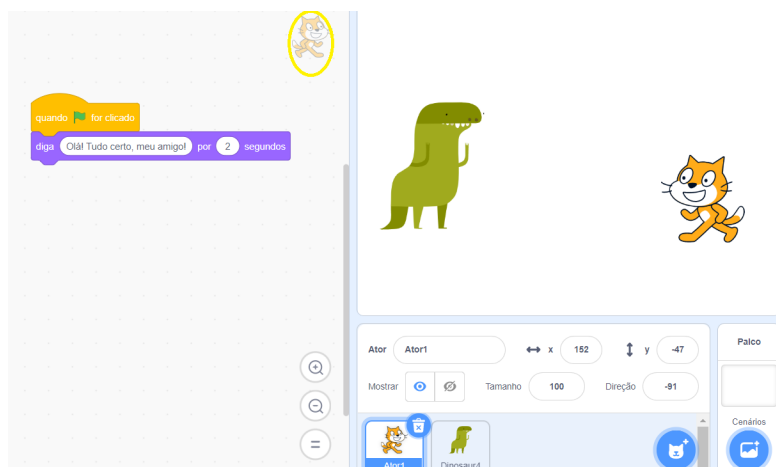 quando for clicado
diga Olá! Tudo certo, meu amigo! por 2 segundos
Ator Ator1 x 152 y -47
Mostrar Tamanho 100 Direção -91
Palco
Cenários
Ator1
Dinosaur4